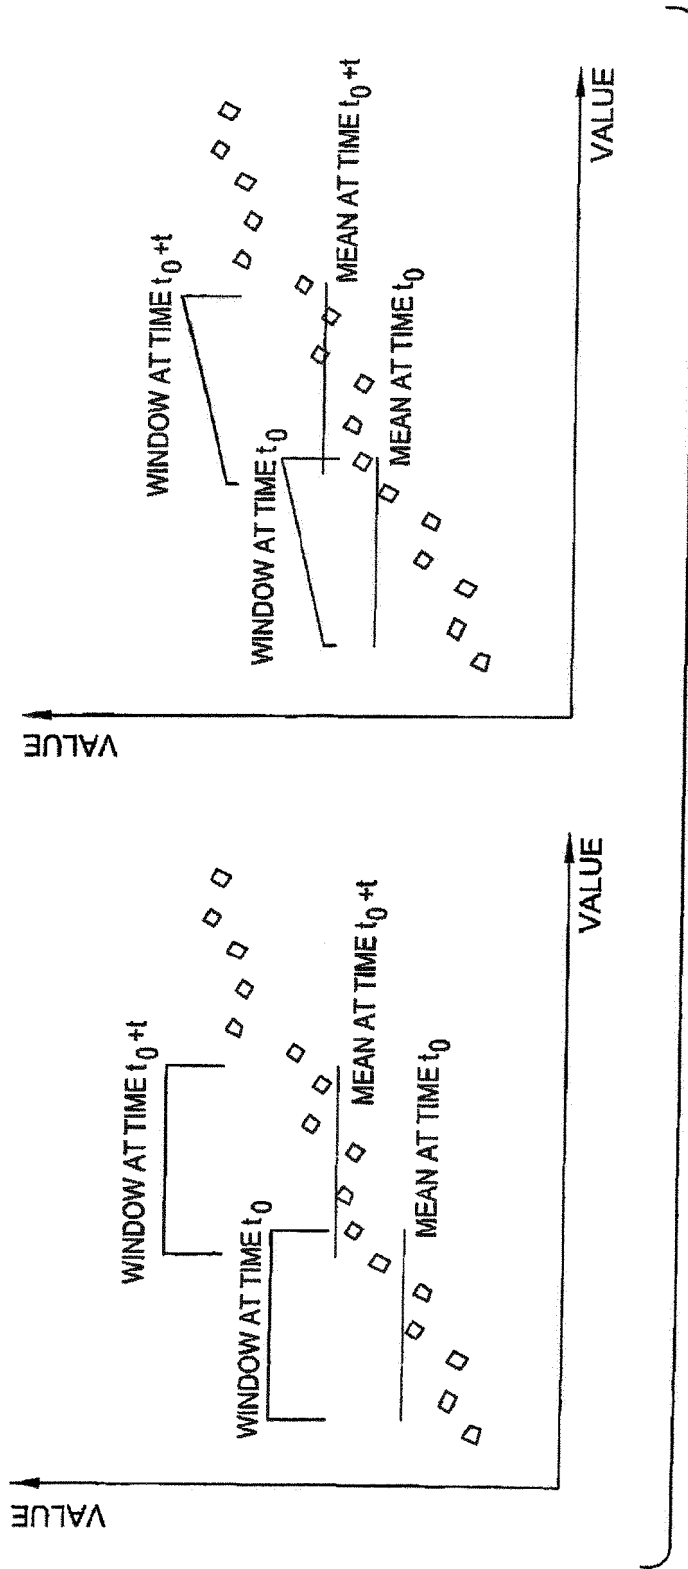 VALUE
WINDOW AT TIME t0+t
WINDOW AT TIME t0
MEAN AT TIME t0+t
MEAN AT TIME t0
VALUE
VALUE
WINDOW AT TIME t0+t
WINDOW AT TIME t0
MEAN AT TIME t0+t
MEAN AT TIME t0
VALUE